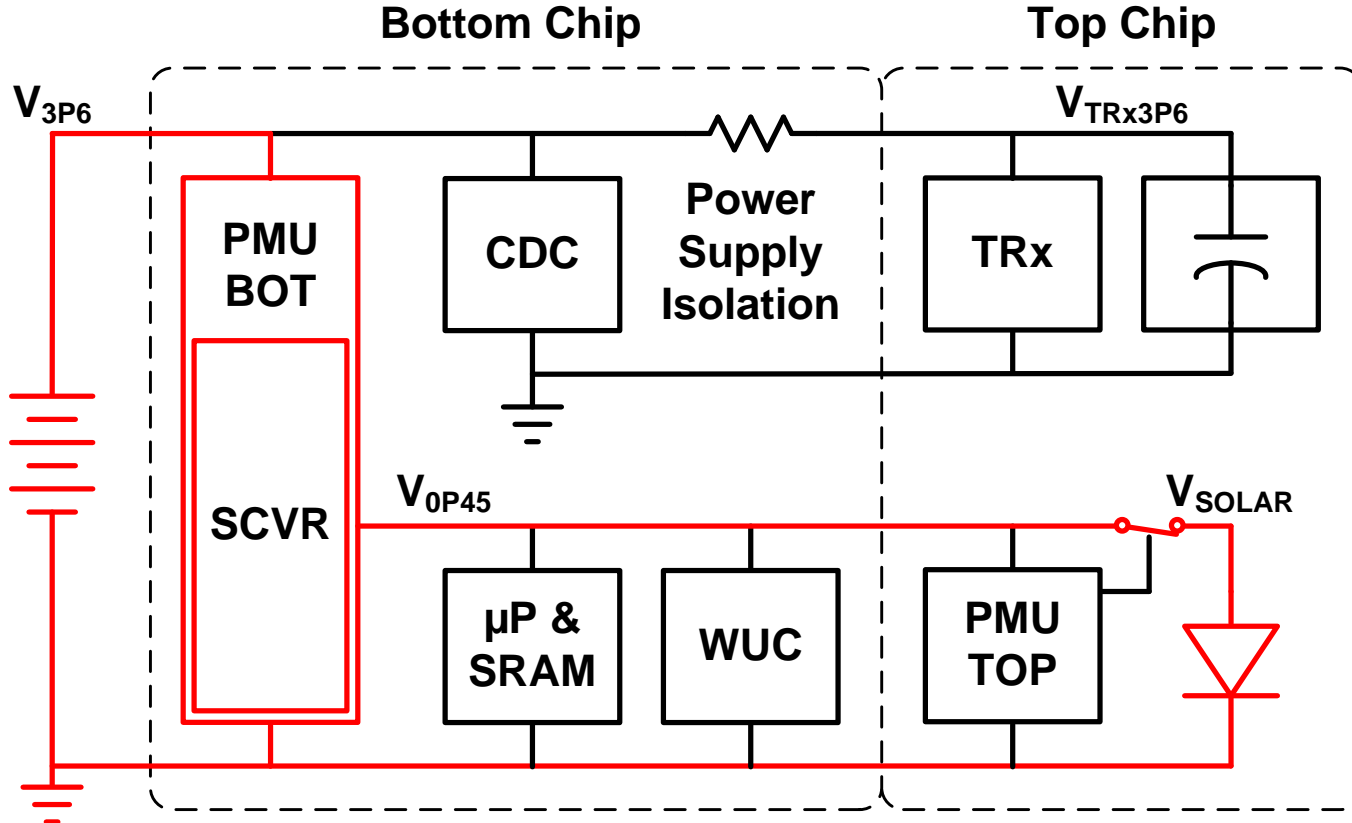 Bottom Chip
Top Chip
V3P6
VTRx3P6
PMU
BOT
CDC
Power
Supply
Isolation
TRx
SCVR
V0P45
VSOLAR
µP &
SRAM
WUC
PMU
TOP